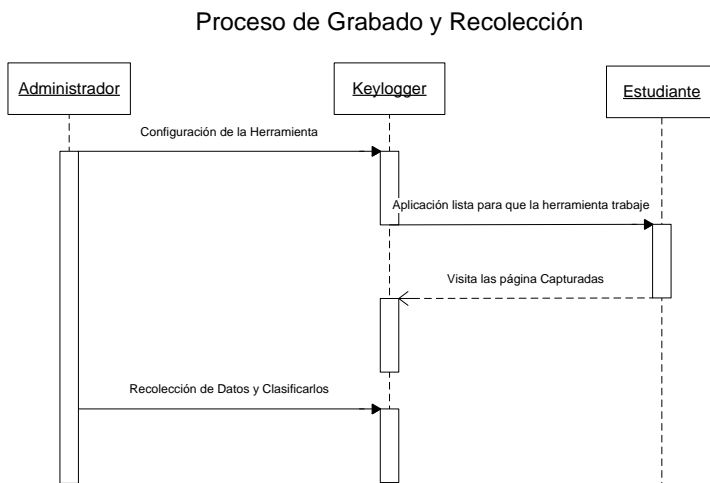 Proceso de Grabado y Recolección
Administrador
Keylogger
Estudiante
Configuración de la Herramienta
Aplicación lista para que la herramienta trabaje
Visita las página Capturadas
Recolección de Datos y Clasificarlos